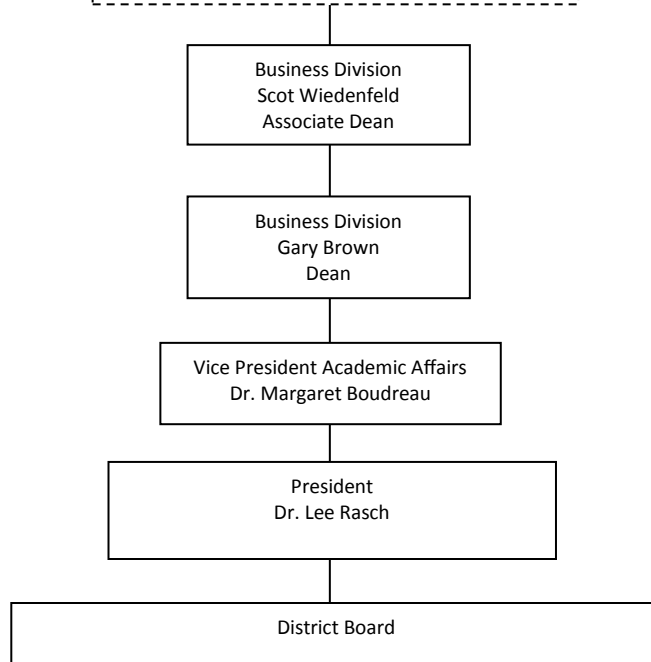 Business Division
Scot Wiedenfeld
Associate Dean
Business Division
Gary Brown
Dean
Vice President Academic Affairs
Dr. Margaret Boudreau
President
Dr. Lee Rasch
District Board